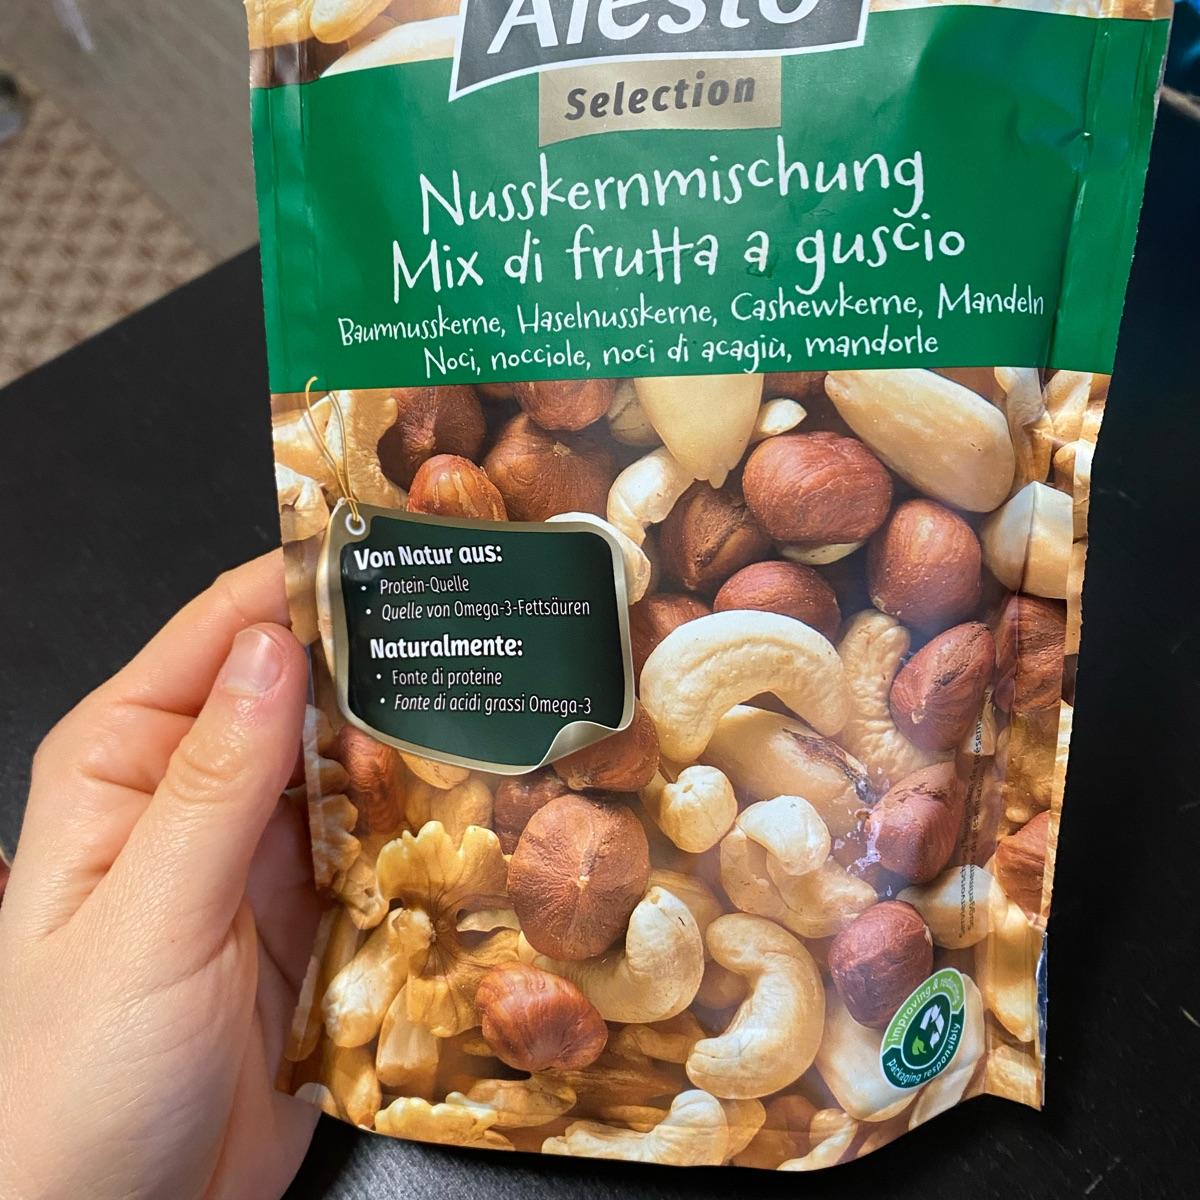 Alesto
Selection
Nusskernmischung
Mix di frutta a guscio
Baumnusskerne, Haselnusskerne, Cashewkerne, Mandeln
Noci, nocciole, noci di acagiù, mandorle
Von Natur aus:
• Protein-Quelle
• Quelle von Omega-3-Fettsäuren
Naturalmente:
• Fonte di proteine
• Fonte di acidi grassi Omega-3
improving & reducing
packaging responsibly